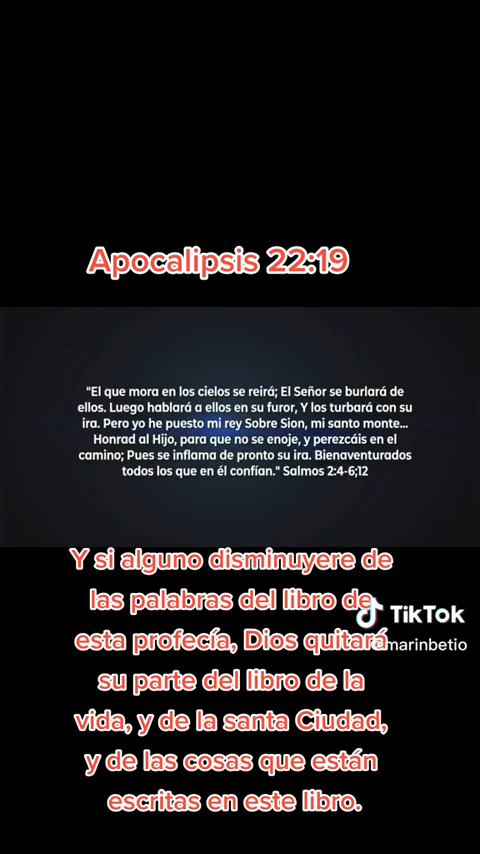 Apocalipsis 22:19
"El que mora en los cielos se reirá; El Señor se burlará de
ellos. Luego hablará a ellos en su furor, Y los turbará con su
ira. Pero yo he puesto mi rey Sobre Sion, mi santo monte...
Honrad al Hijo, para que no se enoje, y perezcáis en el
camino; Pues se inflama de pronto su ira. Bienaventurados
todos los que en él confían." Salmos 2:4-6;12
Y si alguno disminuyere de
las palabras del libro de
esta profecía, Dios quitará
su parte del libro de la
vida, y de la santa Ciudad,
y de las cosas que están
escritas en este libro.
TikTok
@marinbetio